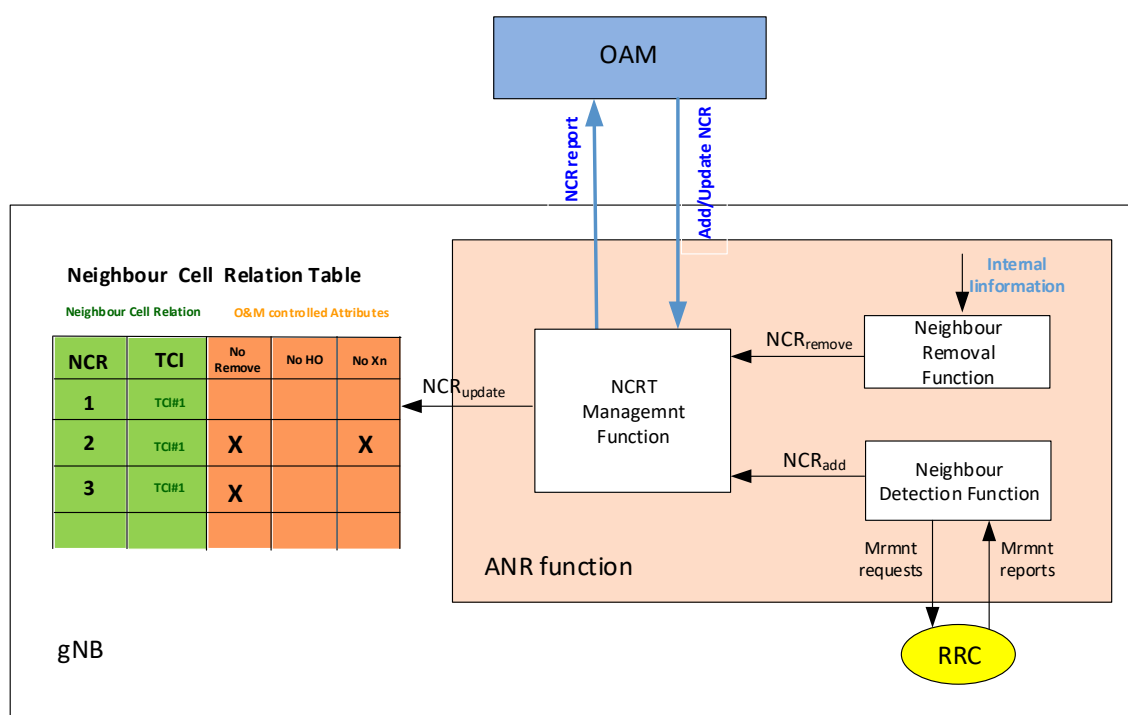 OAM
NCR report
Add/Update NCR
Neighbour Cell Relation Table
Neighbour Cell Relation
O&M controlled Attributes
NCR TCI No Remove No HO No Xn
1 TCI#1
2 TCI#1 X X
3 TCI#1 X
NCRupdate
NCRT
Managemnt
Function
Internal
Iinformation
NCRremove
Neighbour
Removal
Function
NCRadd
Neighbour
Detection Function
Mrmnt
requests
Mrmnt
reports
ANR function
RRC
gNB